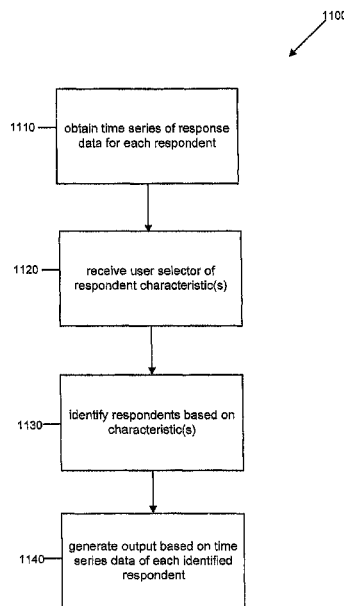 1100
1110
obtain time series of response
data for each respondent
1120
receive user selector of
respondent characteristic(s)
1130
identify respondents based on
characteristic(s)
1140
generate output based on time
series data of each identified
respondent